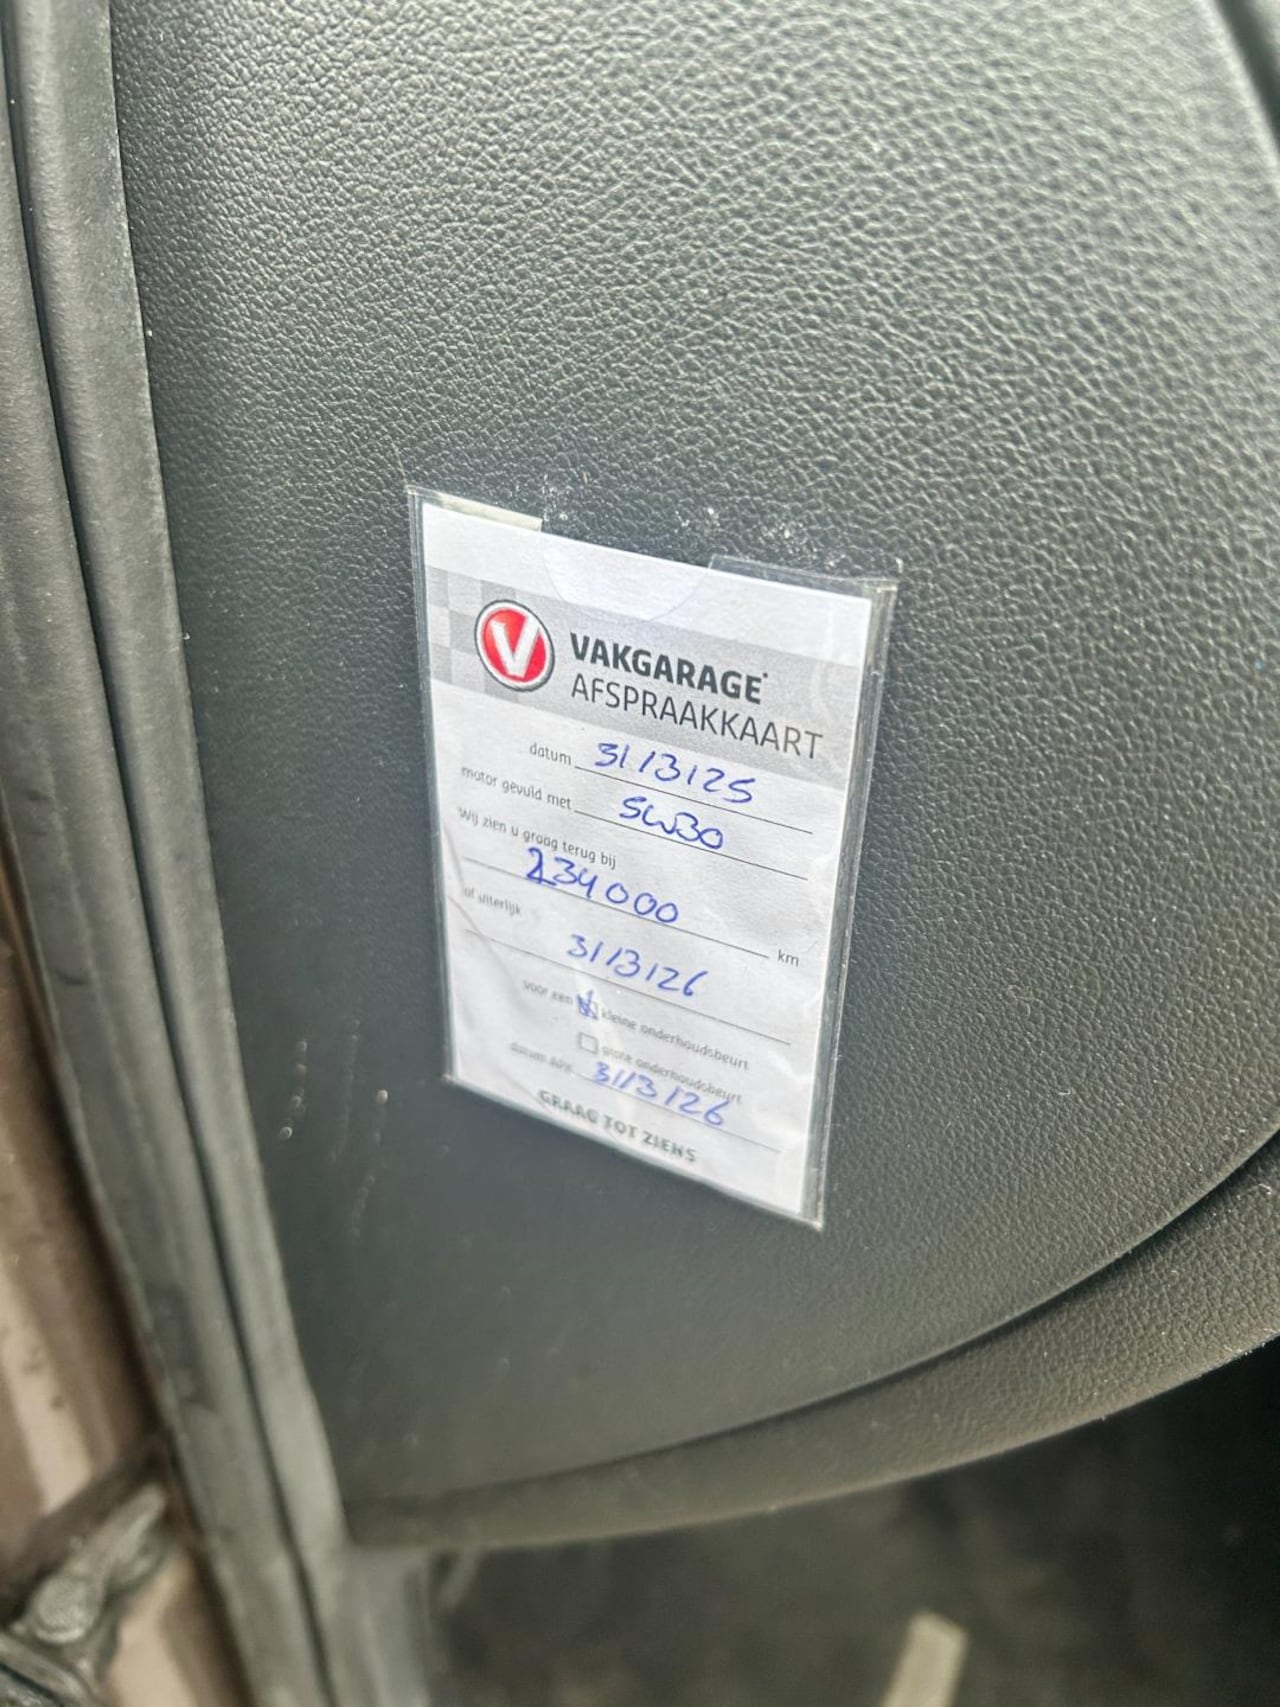 V VAKGARAGE
AFSPRAAKKAART
datum 31/3/25
motor gevuld met 5W30
Wij zien u graag terug bij
234000 km
of uiterlijk
31/3/26
voor een kleine onderhoudsbeurt
grote onderhoudsbeurt
datum APK 31/3/26
GRAAG TOT ZIENS